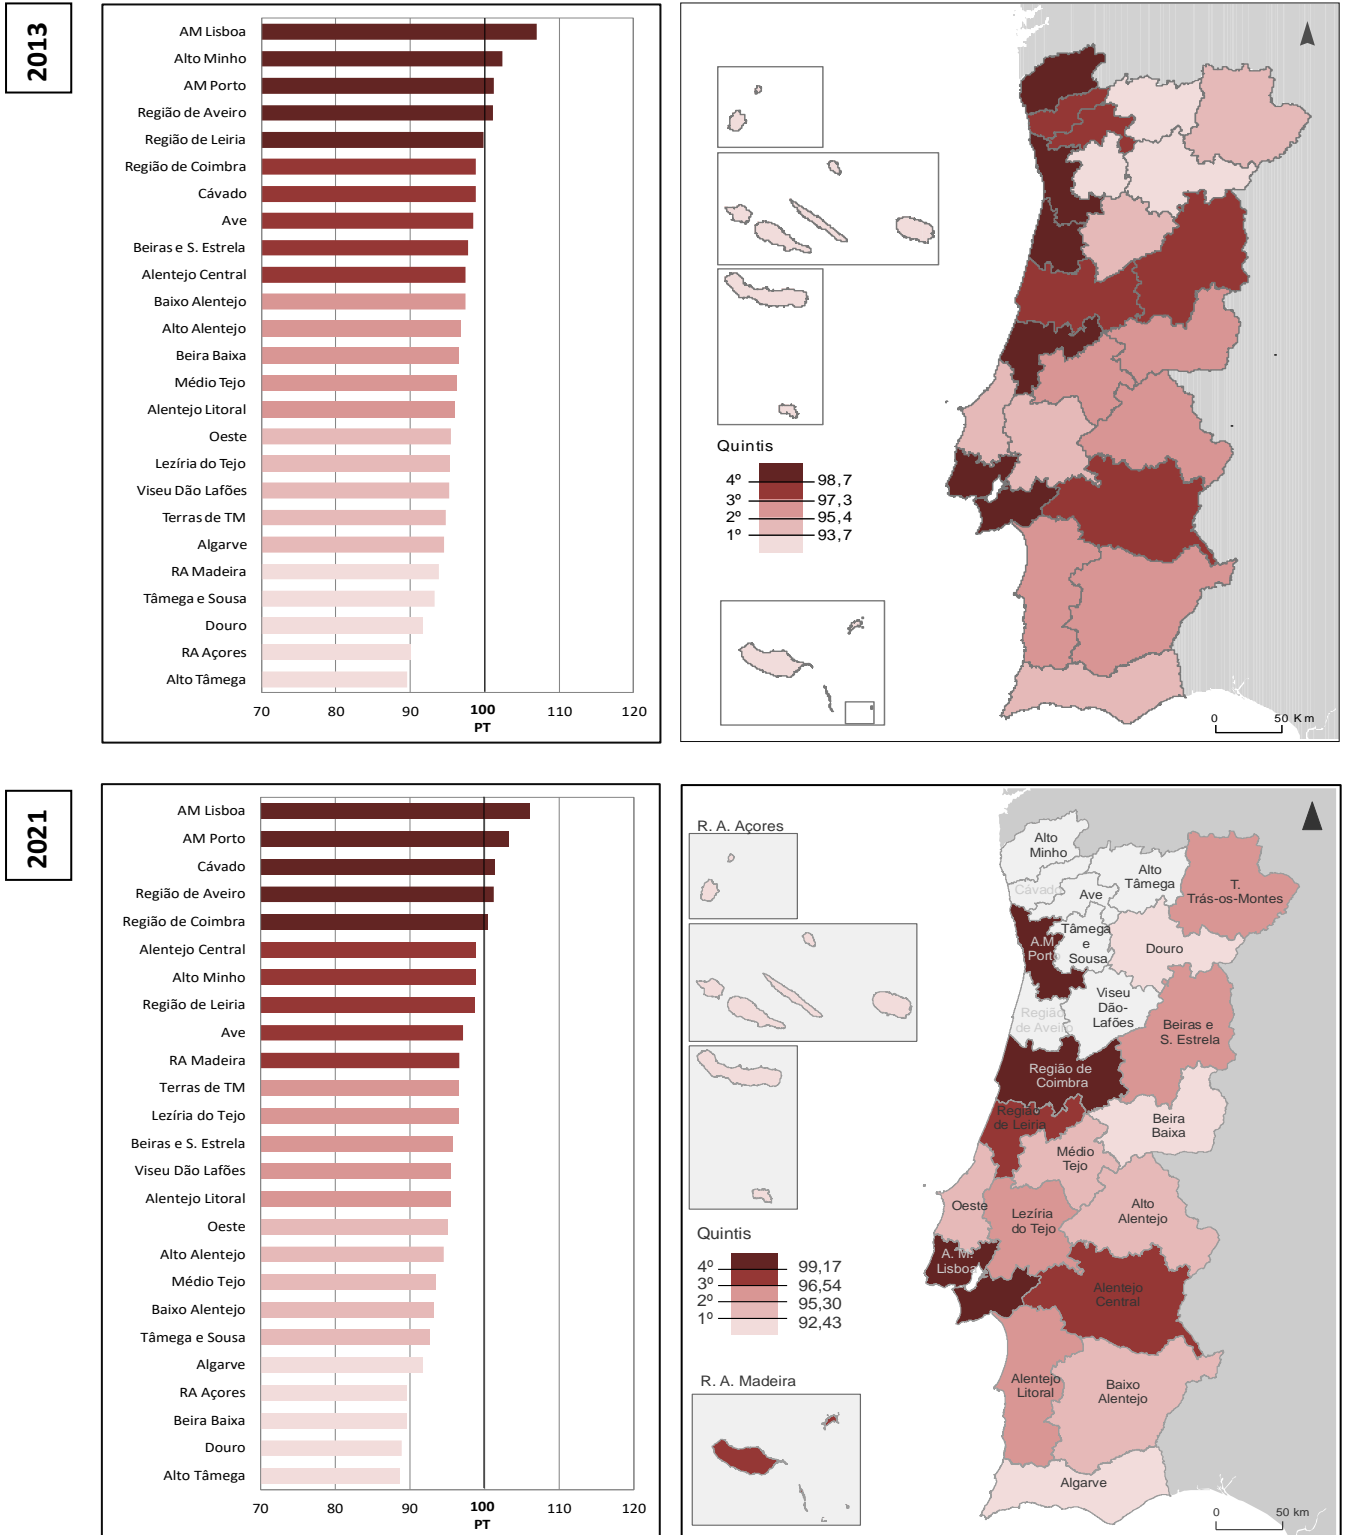 2013
AM Lisboa
Alto Minho
AM Porto
Região de Aveiro
Região de Leiria
Região de Coimbra
Cávado
Ave
Beiras e S. Estrela
Alentejo Central
Baixo Alentejo
Alto Alentejo
Beira Baixa
Médio Tejo
Alentejo Litoral
Oeste
Lezíria do Tejo
Viseu Dão Lafões
Terras de TM
Algarve
RA Madeira
Tâmega e Sousa
Douro
RA Açores
Alto Tâmega
70 80 90 100 110 120
PT
Quintis
4º 98,7
3º 97,3
2º 95,4
1º 93,7
0 50 Km
2021
AM Lisboa
AM Porto
Cávado
Região de Aveiro
Região de Coimbra
Alentejo Central
Alto Minho
Região de Leiria
Ave
RA Madeira
Terras de TM
Lezíria do Tejo
Beiras e S. Estrela
Viseu Dão Lafões
Alentejo Litoral
Oeste
Alto Alentejo
Médio Tejo
Baixo Alentejo
Tâmega e Sousa
Algarve
RA Açores
Beira Baixa
Douro
Alto Tâmega
70 80 90 100 110 120
PT
R. A. Açores
Alto
Minho
Cávado
Ave
Alto
Tâmega
T.
Trás-os-Montes
A.M.
Porto
Tâmega
e
Sousa
Douro
Região
de Aveiro
Viseu
Dão-
Lafões
Beiras e
S. Estrela
Região de
Coimbra
Região
de Leiria
Beira
Baixa
Médio
Tejo
Oeste
Lezíria
do Tejo
Alto
Alentejo
A. M.
Lisboa
Alentejo
Central
Alentejo
Litoral
Baixo
Alentejo
Algarve
Quintis
4º 99,17
3º 96,54
2º 95,30
1º 92,43
R. A. Madeira
0 50 km